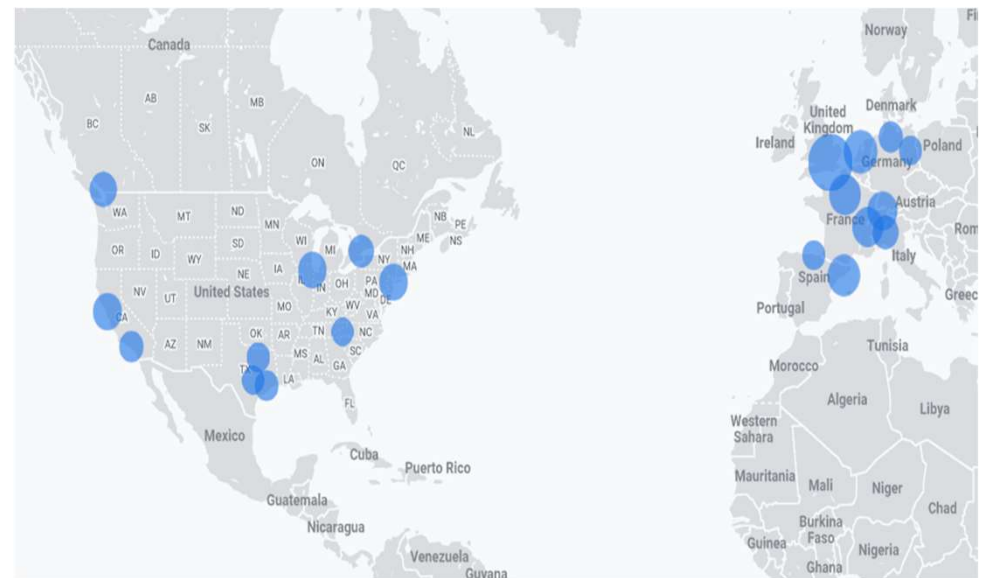 Canada
AB
MB
BC
SK
NL
ON
QC
NB
PE
NS
WA
MT
ND
MN
OR
ID
WY
SD
WI
MI
ME
NH
NY
MA
NE
IA
IN
OH
PA
MD
DE
NV
UT
United States
MO
KY
WV
VA
CA
AZ
NM
OK
AR
TN
NC
TX
MS
AL
GA
SC
LA
FL
Mexico
Cuba
Puerto Rico
Guatemala
Nicaragua
Venezuela
Guyana
Norway
Fi
United
Kingdom
Denmark
Ireland
Germany
Poland
France
Austria
Rom
Italy
Spain
Portugal
Greec
Tunisia
Morocco
Algeria
Libya
Western
Sahara
Mauritania
Mali
Niger
Chad
Burkina
Faso
Guinea
Nigeria
Ghana